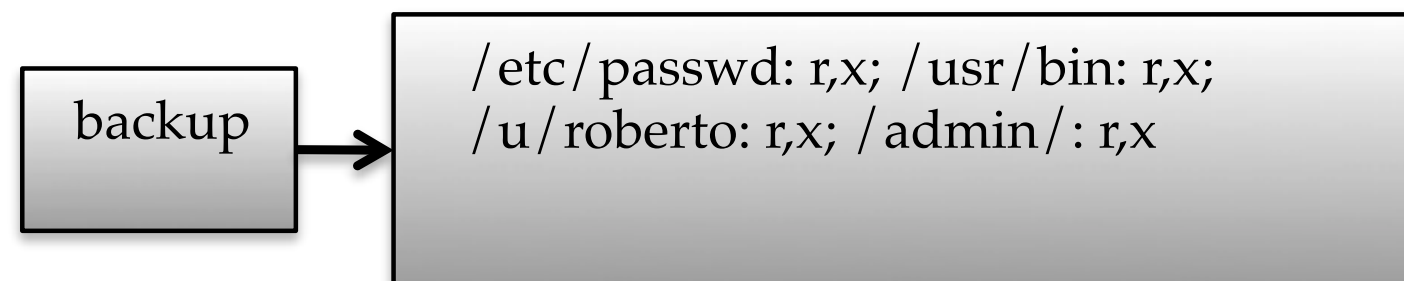 backup
/etc/passwd: r,x; /usr/bin: r,x;
/u/roberto: r,x; /admin/: r,x